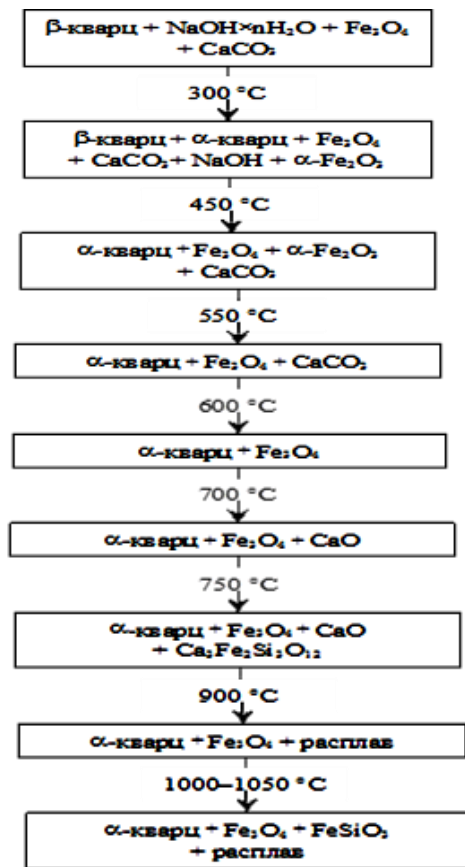 β-кварц + NaOH×nH₂O + Fe₃O₄
+ CaCO₃
300 °C
β-кварц + α-кварц + Fe₃O₄
+ CaCO₃+ NaOH + α-Fe₂O₃
450 °C
α-кварц +Fe₃O₄ + α-Fe₂O₃
+ CaCO₃
550 °C
α-кварц + Fe₃O₄ + CaCO₃
600 °C
α-кварц + Fe₃O₄
700 °C
α-кварц + Fe₃O₄ + CaO
750 °C
α-кварц + Fe₃O₄ + CaO
+ Ca₃Fe₂Si₃O₁₂
900 °C
α-кварц +Fe₃O₄ + расплав
1000–1050 °C
α-кварц + Fe₃O₄ + FeSiO₃
+ расплав